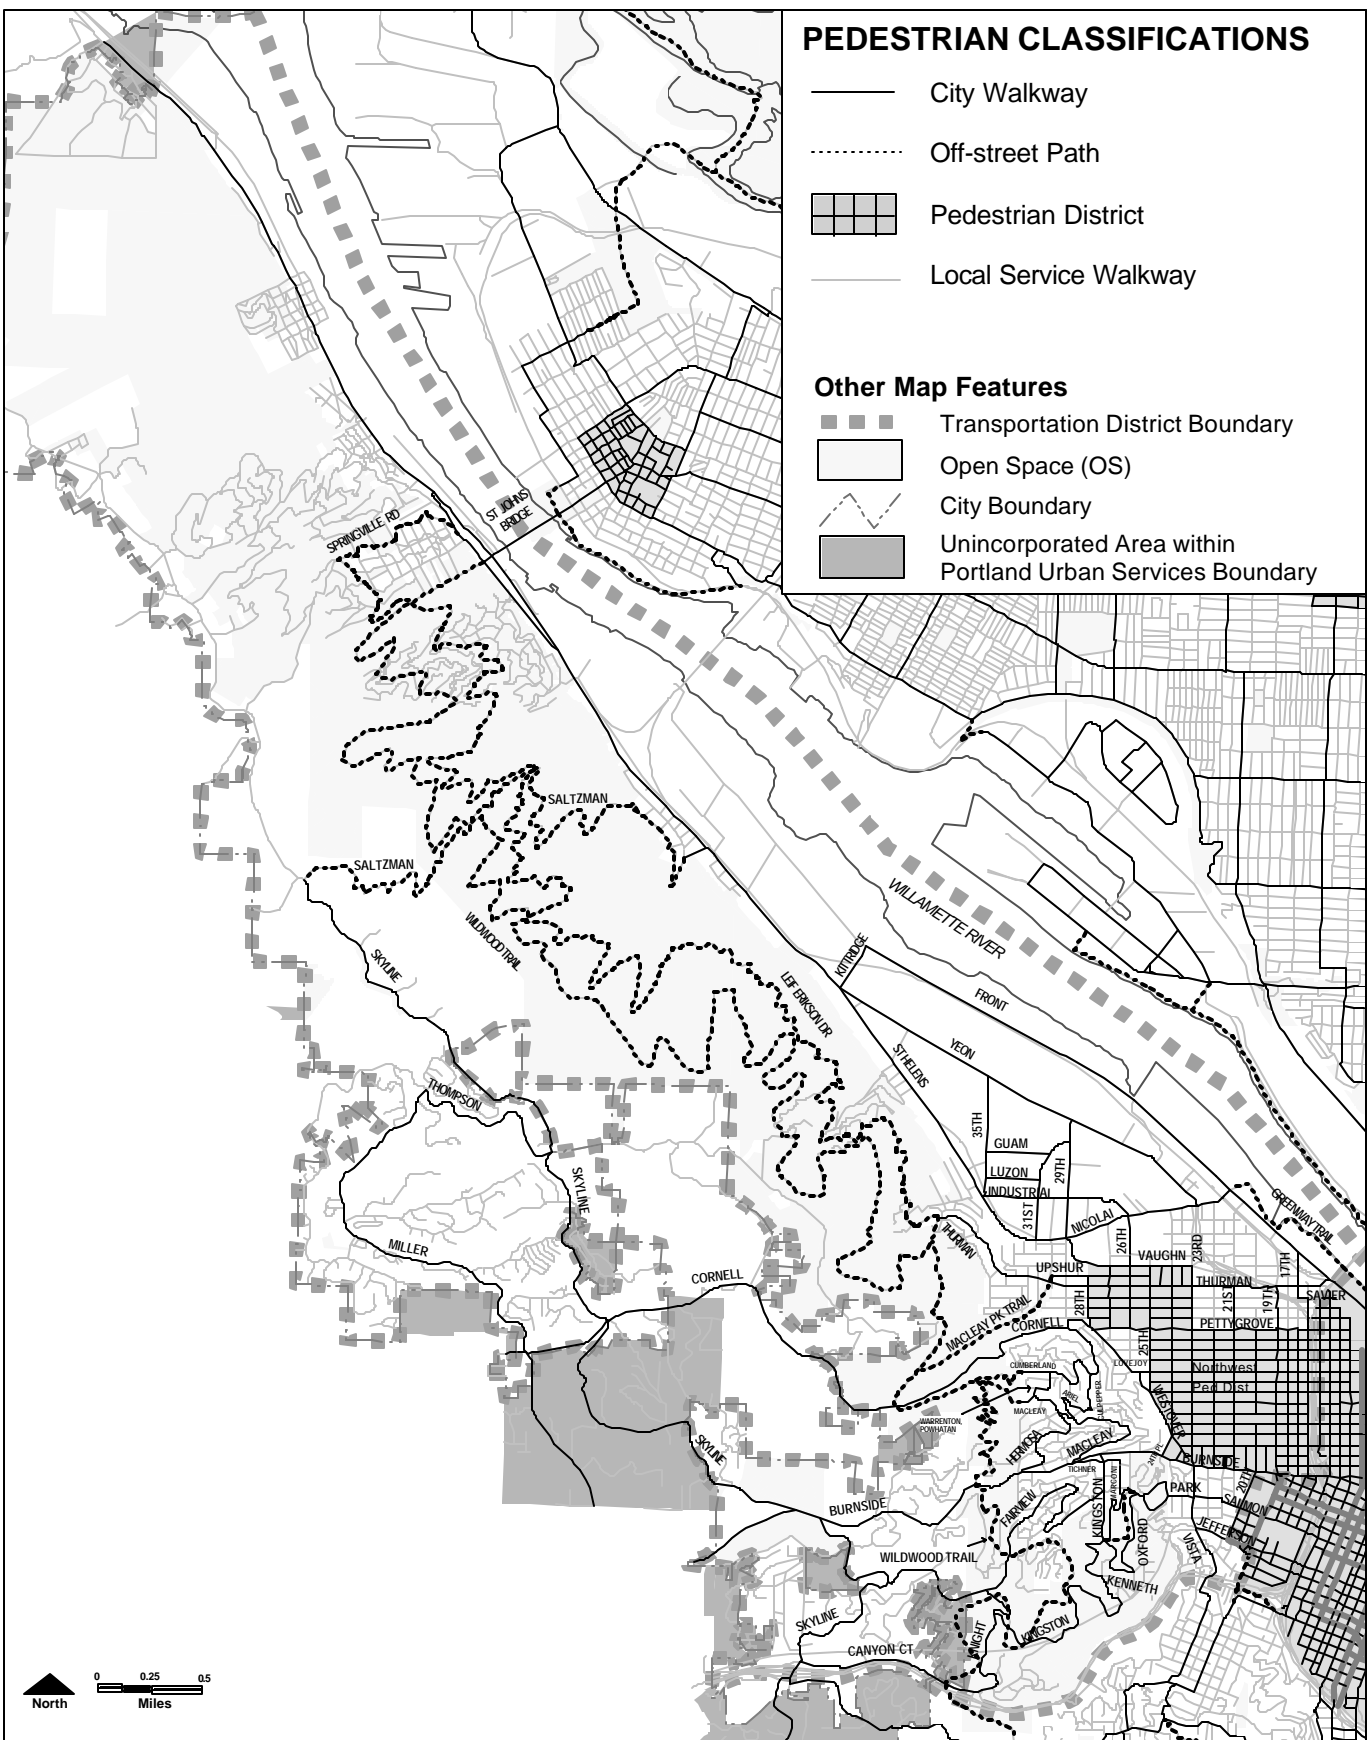 PEDESTRIAN CLASSIFICATIONS
City Walkway
Off-street Path
Pedestrian District
Local Service Walkway
Other Map Features
Transportation District Boundary
Open Space (OS)
City Boundary
Unincorporated Area within
Portland Urban Services Boundary
ST JOHNS
BRIDGE
SPRINGVILLE RD
SALTZMAN
SALTZMAN
WILDWOOD TRAIL
SKYLINE
WILLAMETTE RIVER
KITTRIDGE
LEIF ERIKSON DR
FRONT
YEON
ST HELENS
THOMPSON
35TH
GUAM
LUZON
29TH
INDUSTRIAL
31ST
NICOLAI
SKYLINE
MILLER
THURMAN
26TH
VAUGHN
23RD
GREENWAY TRAIL
17TH
UPSHUR
CORNELL
THURMAN
21ST
19TH
SAVIER
28TH
MACLEAY PK TRAIL
CORNELL
PETTYGROVE
25TH
LOVEJOY
Northwest
Ped Dist
CUMBERLAND
ARIEL
CULPEPPER
MACLEAY
WESTOVER
WARRENTON,
POWHATAN
HERMOSA
MACLEAY
SKYLINE
24TH PL
BURNSIDE
TICHNER
MARCONI
KINGSTON
PARK
20TH
SALMON
BURNSIDE
FAIRVIEW
JEFFERSON
OXFORD
VISTA
WILDWOOD TRAIL
KENNETH
SKYLINE
KNIGHT
KINGSTON
CANYON CT
North
0 0.25 0.5
Miles